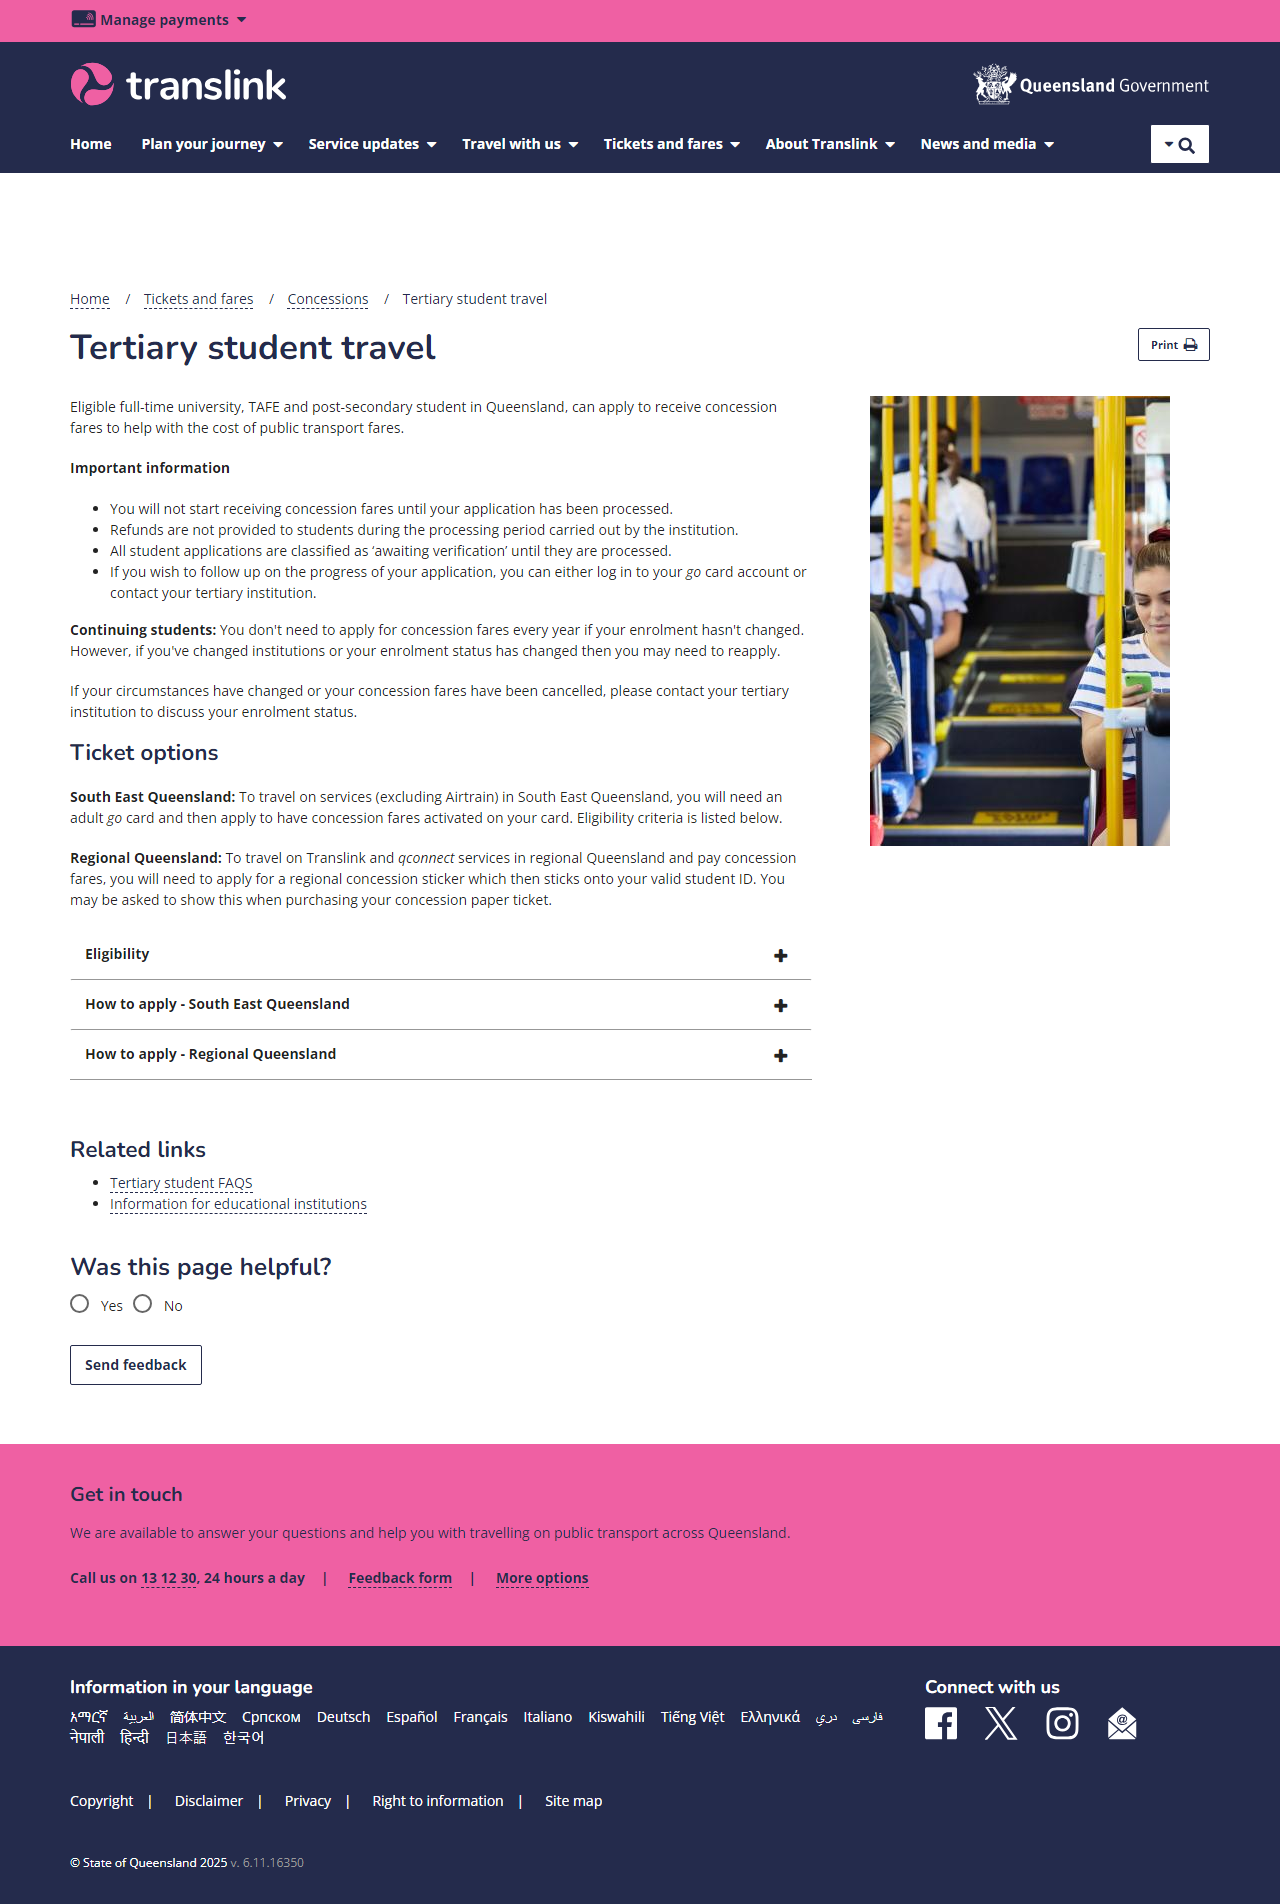 Manage payments
translink
Queensland Government
Home Plan your journey Service updates Travel with us Tickets and fares About Translink News and media
Home / Tickets and fares / Concessions / Tertiary student travel
Tertiary student travel
Print
Eligible full-time university, TAFE and post-secondary student in Queensland, can apply to receive concession
fares to help with the cost of public transport fares.
Important information
You will not start receiving concession fares until your application has been processed.
Refunds are not provided to students during the processing period carried out by the institution.
All student applications are classified as ‘awaiting verification’ until they are processed.
If you wish to follow up on the progress of your application, you can either log in to your go card account or
contact your tertiary institution.
Continuing students: You don't need to apply for concession fares every year if your enrolment hasn't changed.
However, if you've changed institutions or your enrolment status has changed then you may need to reapply.
If your circumstances have changed or your concession fares have been cancelled, please contact your tertiary
institution to discuss your enrolment status.
Ticket options
South East Queensland: To travel on services (excluding Airtrain) in South East Queensland, you will need an
adult go card and then apply to have concession fares activated on your card. Eligibility criteria is listed below.
Regional Queensland: To travel on Translink and qconnect services in regional Queensland and pay concession
fares, you will need to apply for a regional concession sticker which then sticks onto your valid student ID. You
may be asked to show this when purchasing your concession paper ticket.
Eligibility
How to apply - South East Queensland
How to apply - Regional Queensland
Related links
Tertiary student FAQS
Information for educational institutions
Was this page helpful?
Yes No
Send feedback
Get in touch
We are available to answer your questions and help you with travelling on public transport across Queensland.
Call us on 13 12 30, 24 hours a day | Feedback form | More options
Information in your language
አማርኛ العربية 简体中文 Српском Deutsch Español Français Italiano Kiswahili Tiếng Việt Ελληνικά دری فارسی
नेपाली हिन्दी 日本語 한국어
Connect with us
Copyright | Disclaimer | Privacy | Right to information | Site map
© State of Queensland 2025 v. 6.11.16350